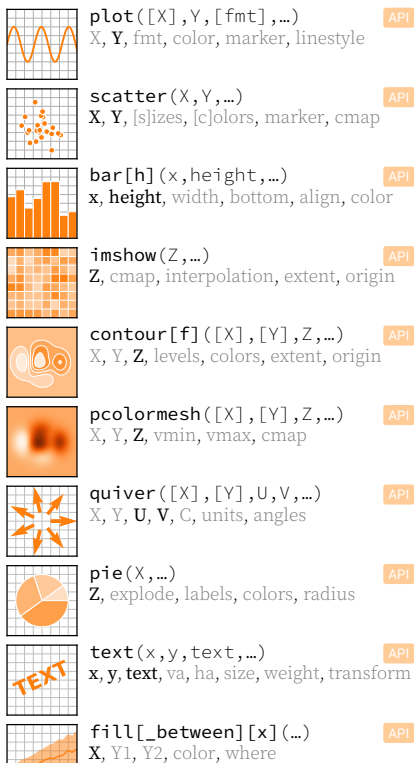 plot([X],Y,[fmt],…) API
X, Y, fmt, color, marker, linestyle
scatter(X,Y,…) API
X, Y, [s]izes, [c]olors, marker, cmap
bar[h](x,height,…) API
x, height, width, bottom, align, color
imshow(Z,…) API
Z, cmap, interpolation, extent, origin
contour[f]([X],[Y],Z,…) API
X, Y, Z, levels, colors, extent, origin
pcolormesh([X],[Y],Z,…) API
X, Y, Z, vmin, vmax, cmap
quiver([X],[Y],U,V,…) API
X, Y, U, V, C, units, angles
pie(X,…) API
Z, explode, labels, colors, radius
TEXT
text(x,y,text,…) API
x, y, text, va, ha, size, weight, transform
fill[_between][x](…) API
X, Y1, Y2, color, where